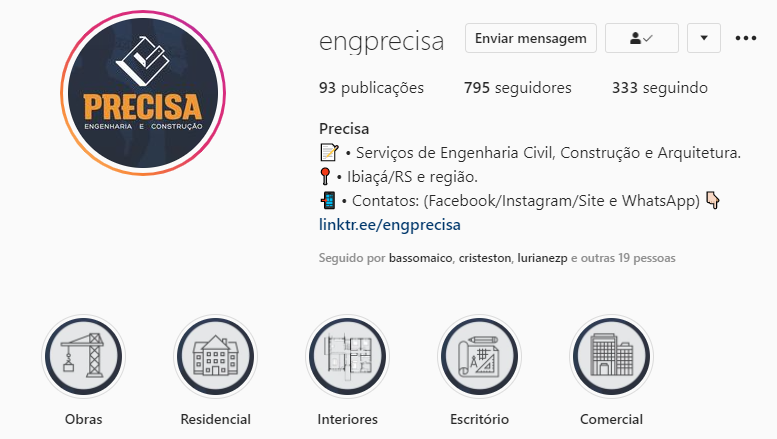 PRECISA
ENGENHARIA E CONSTRUÇÃO
engprecisa Enviar mensagem
93 publicações 795 seguidores 333 seguindo
Precisa
📝 • Serviços de Engenharia Civil, Construção e Arquitetura.
📍 • Ibiaçá/RS e região.
📲 • Contatos: (Facebook/Instagram/Site e WhatsApp) 👇🏻
linktr.ee/engprecisa
Seguido por bassomaico, cristeston, lurianezp e outras 19 pessoas
Obras Residencial Interiores Escritório Comercial